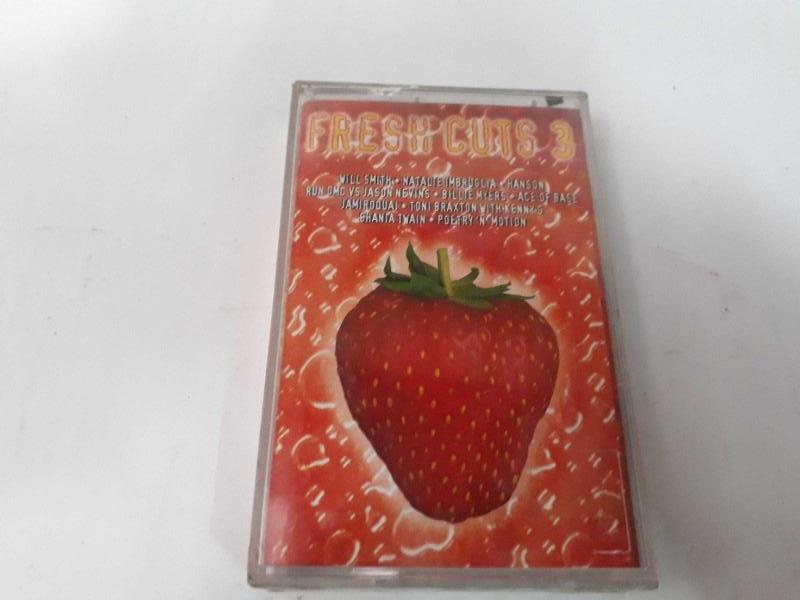 FRESH CUTS 3
WILL SMITH • NATALIE IMBRUGLIA • HANSON
RUN DMC VS JASON NEVINS • BILLIE MYERS • ACE OF BASE
JAMIROQUAI • TONI BRAXTON WITH KENNY G
SHANIA TWAIN • POETRY 'N' MOTION